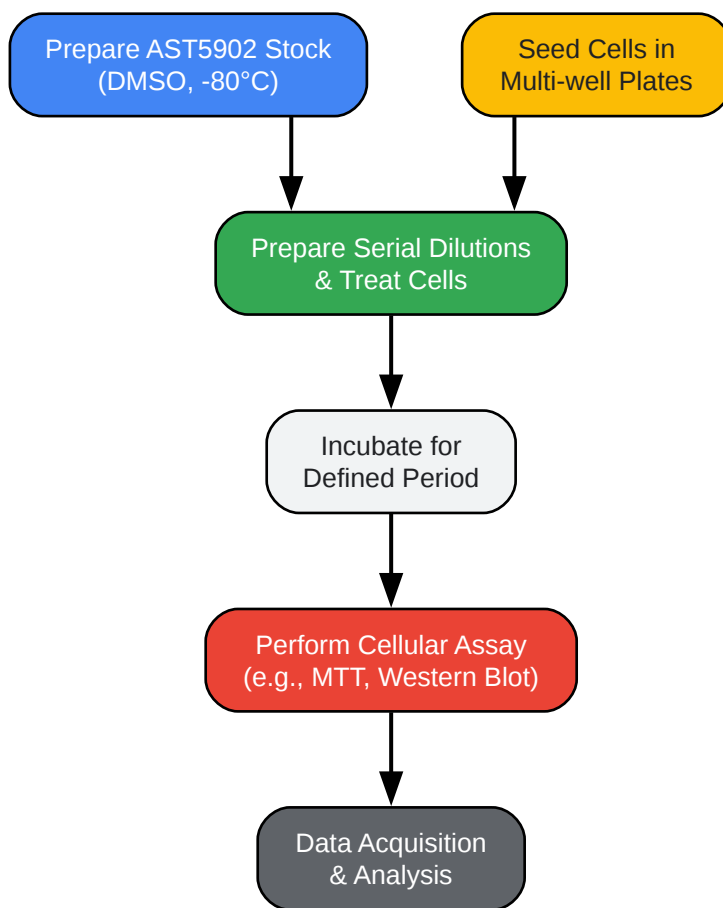 Prepare AST5902 Stock
(DMSO, -80°C)
Seed Cells in
Multi-well Plates
Prepare Serial Dilutions
& Treat Cells
Incubate for
Defined Period
Perform Cellular Assay
(e.g., MTT, Western Blot)
Data Acquisition
& Analysis